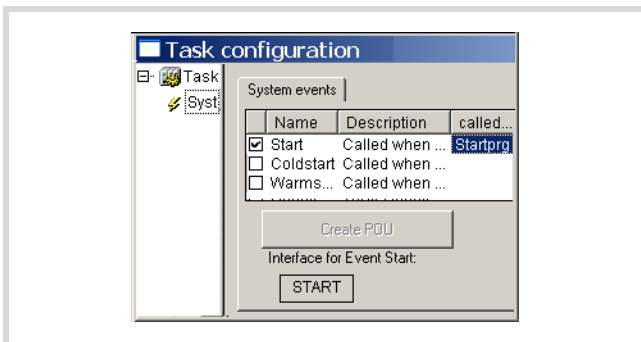 Task configuration
Task
Syst
System events
Name Description called...
Start Called when ... Startprg
Coldstart Called when ...
Warms... Called when ...
Create POU
Interface for Event Start:
START